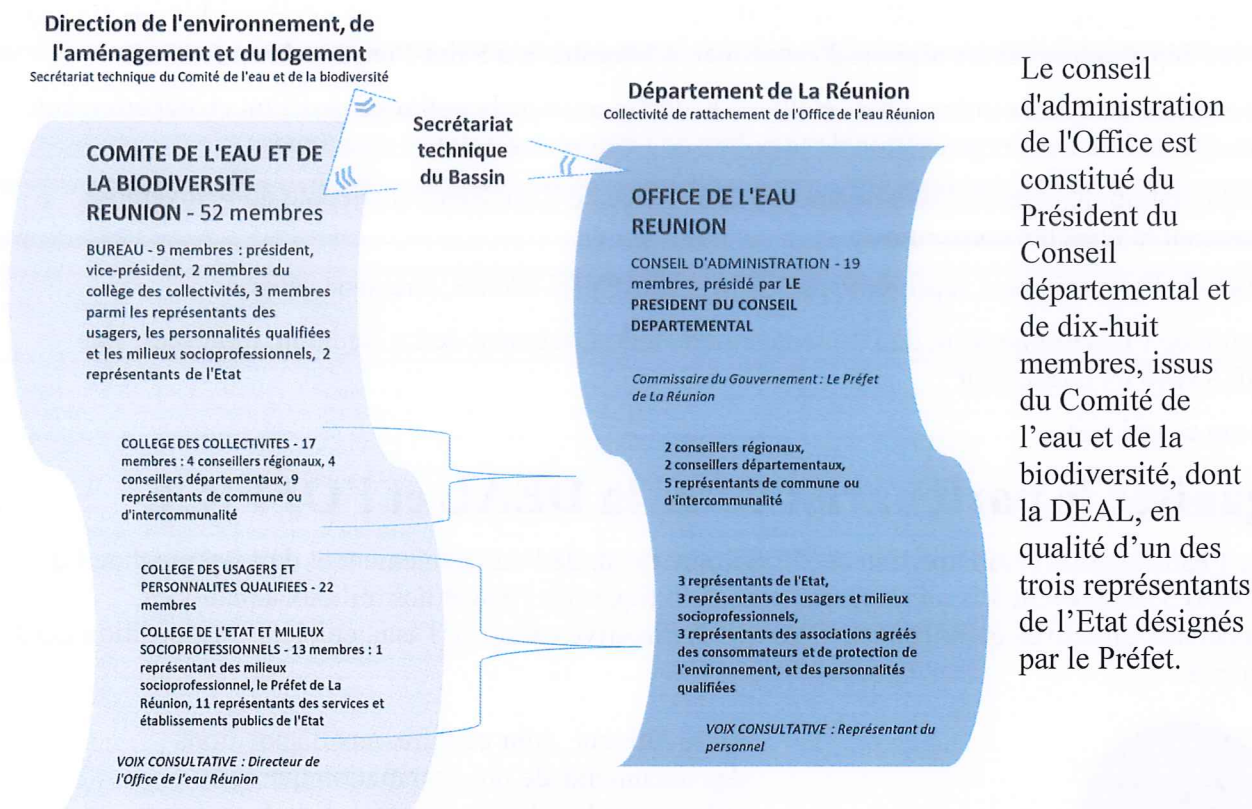 Direction de l'environnement, de
l'aménagement et du logement
Secrétariat technique du Comité de l'eau et de la biodiversité
COMITE DE L'EAU ET DE
LA BIODIVERSITE
REUNION - 52 membres
BUREAU - 9 membres : président,
vice-président, 2 membres du
collège des collectivités, 3 membres
parmi les représentants des
usagers, les personnalités qualifiées
et les milieux socioprofessionnels, 2
représentants de l'Etat
COLLEGE DES COLLECTIVITES - 17
membres : 4 conseillers régionaux, 4
conseillers départementaux, 9
représentants de commune ou
d'intercommunalité
COLLEGE DES USAGERS ET
PERSONNALITES QUALIFIEES - 22
membres
COLLEGE DE L'ETAT ET MILIEUX
SOCIOPROFESSIONNELS - 13 membres : 1
représentant des milieux
socioprofessionnel, le Préfet de La
Réunion, 11 représentants des services et
établissements publics de l'Etat
VOIX CONSULTATIVE : Directeur de
l'Office de l'eau Réunion
Secrétariat
technique
du Bassin
Département de La Réunion
Collectivité de rattachement de l'Office de l'eau Réunion
OFFICE DE L'EAU
REUNION
CONSEIL D'ADMINISTRATION - 19
membres, présidé par LE
PRESIDENT DU CONSEIL
DEPARTEMENTAL
Commissaire du Gouvernement : Le Préfet
de La Réunion
2 conseillers régionaux,
2 conseillers départementaux,
5 représentants de commune ou
d'intercommunalité
3 représentants de l'Etat,
3 représentants des usagers et milieux
socioprofessionnels,
3 représentants des associations agréés
des consommateurs et de protection de
l'environnement, et des personnalités
qualifiées
VOIX CONSULTATIVE : Représentant du
personnel
Le conseil
d'administration
de l'Office est
constitué du
Président du
Conseil
départemental et
de dix-huit
membres, issus
du Comité de
l’eau et de la
biodiversité, dont
la DEAL, en
qualité d’un des
trois représentants
de l’Etat désignés
par le Préfet.